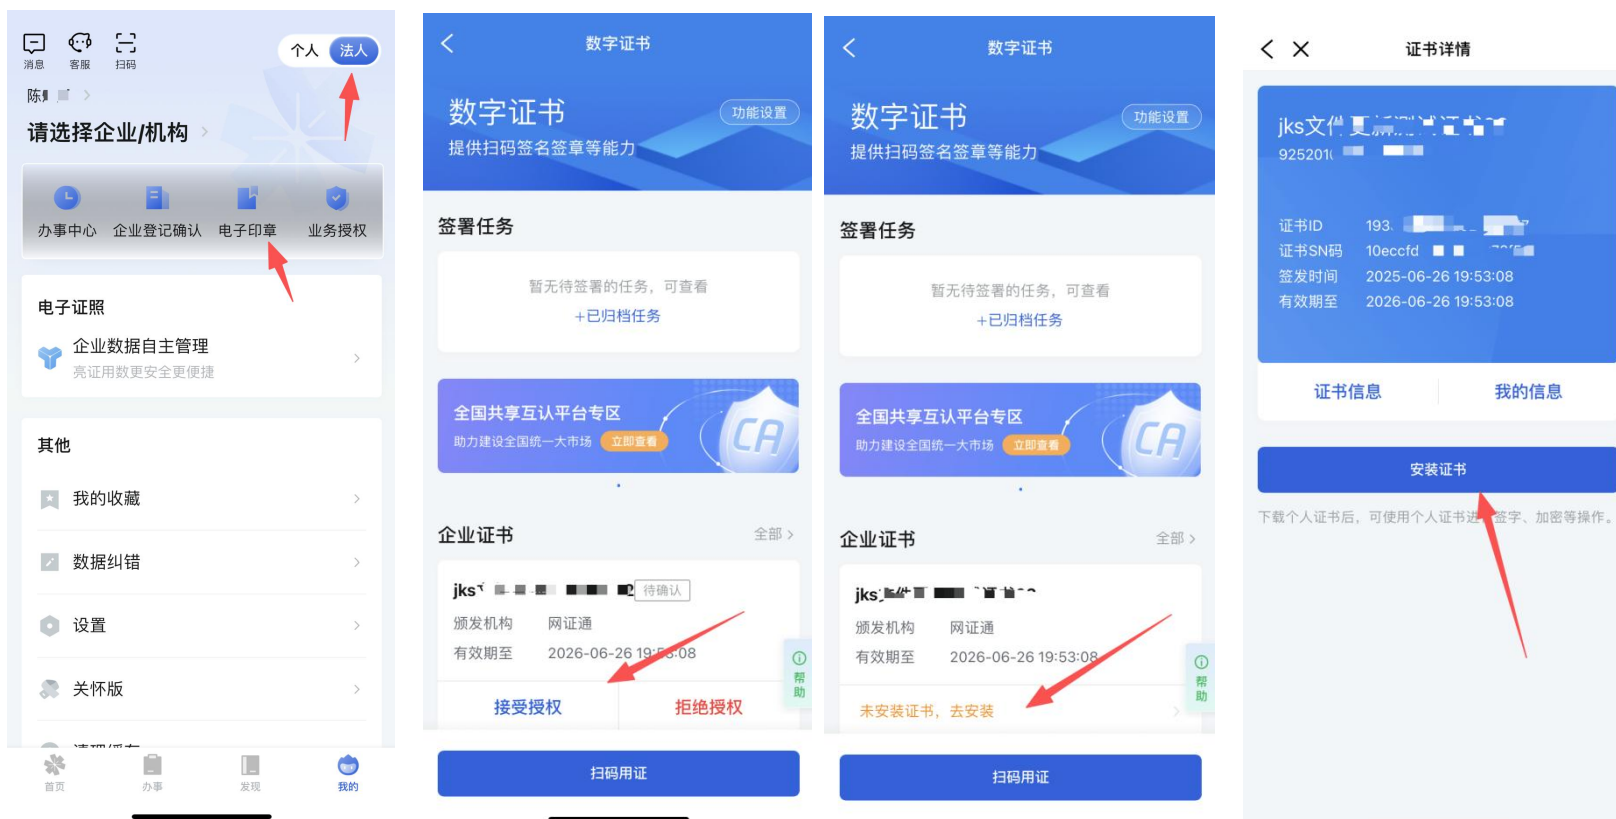 消息
客服
扫码
个人
法人
陈
请选择企业/机构
办事中心
企业登记确认
电子印章
业务授权
电子证照
企业数据自主管理
亮证用数更安全更便捷
其他
我的收藏
数据纠错
设置
关怀版
首页
办事
发现
我的
数字证书
数字证书
功能设置
提供扫码签名签章等能力
签署任务
暂无待签署的任务，可查看
+已归档任务
全国共享互认平台专区
助力建设全国统一大市场
立即查看
CA
企业证书
全部
jks
待确认
颁发机构 网证通
有效期至 2026-06-26 19:53:08
帮助
接受授权
拒绝授权
扫码用证
数字证书
数字证书
功能设置
提供扫码签名签章等能力
签署任务
暂无待签署的任务，可查看
+已归档任务
全国共享互认平台专区
助力建设全国统一大市场
立即查看
CA
企业证书
全部
jks
颁发机构 网证通
有效期至 2026-06-26 19:53:08
帮助
未安装证书，去安装
扫码用证
证书详情
jks文件
925201
证书ID 193.
证书SN码 10eccfd
签发时间 2025-06-26 19:53:08
有效期至 2026-06-26 19:53:08
证书信息
我的信息
安装证书
下载个人证书后，可使用个人证书进行签字、加密等操作。